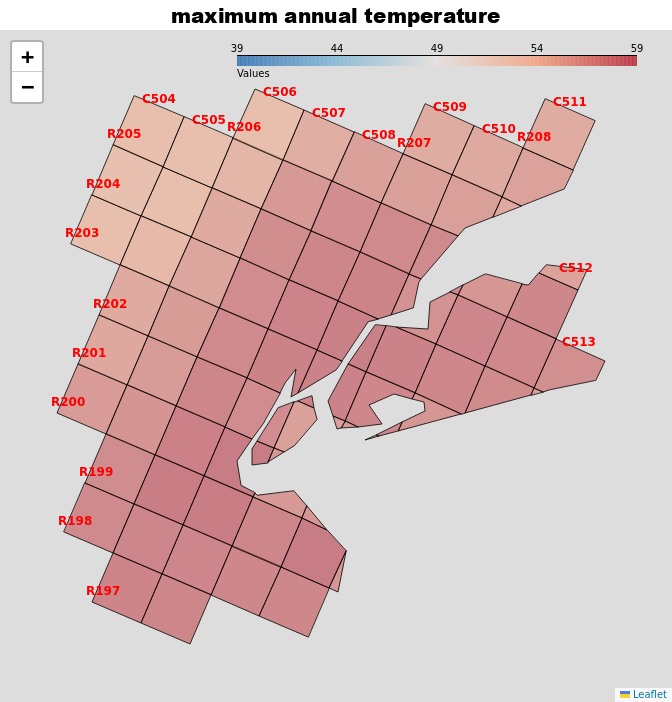 maximum annual temperature
+
−
39 44 49 54 59
Values
C504
C505
C506
C507
C508
C509
C510
C511
C512
C513
R208
R207
R206
R205
R204
R203
R202
R201
R200
R199
R198
R197
Leaflet